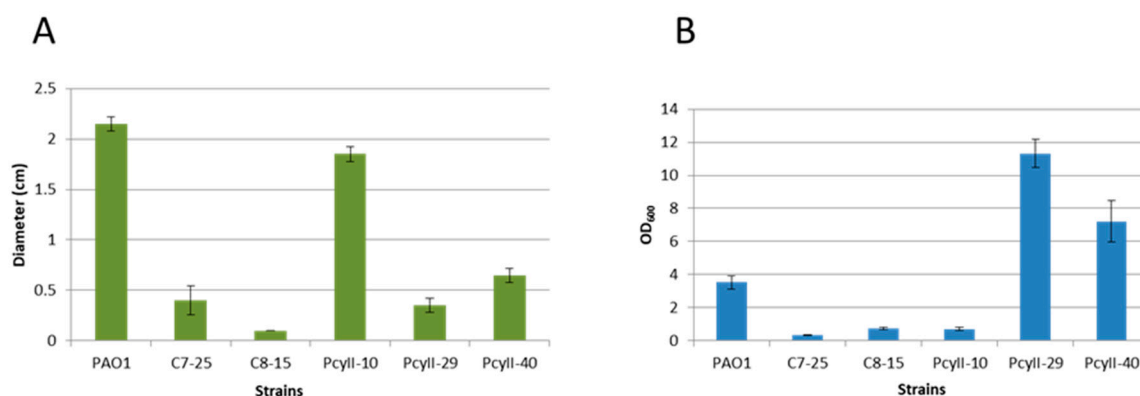 A
2.5
2
1.5
1
0.5
0
Diameter (cm)
PAO1 C7-25 C8-15 PcyII-10 PcyII-29 PcyII-40
Strains
B
14
12
10
8
6
4
2
0
OD600
PAO1 C7-25 C8-15 PcyII-10 PcyII-29 PcyII-40
Strains